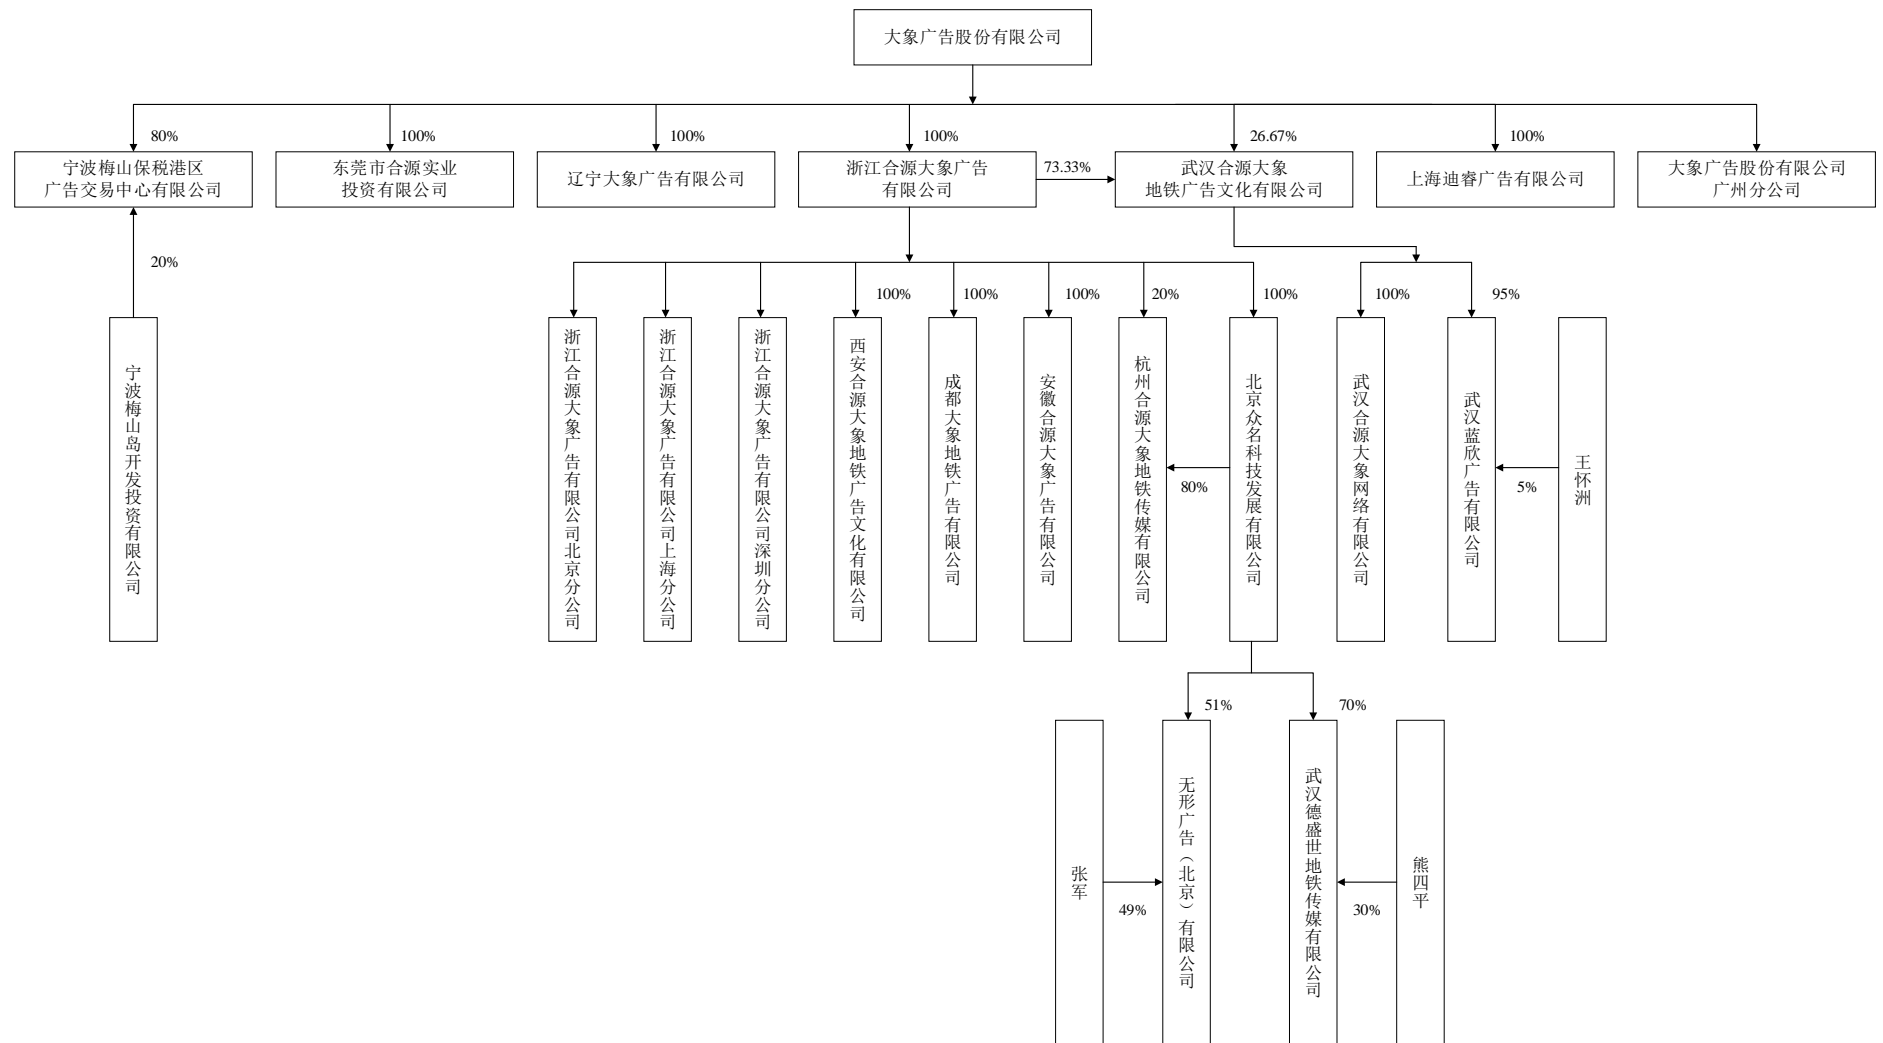 大象广告股份有限公司
80%
100%
100%
100%
26.67%
100%
宁波梅山保税港区
广告交易中心有限公司
东莞市合源实业
投资有限公司
辽宁大象广告有限公司
浙江合源大象广告
有限公司
73.33%
武汉合源大象
地铁广告文化有限公司
上海迪睿广告有限公司
大象广告股份有限公司
广州分公司
20%
100%
100%
100%
20%
100%
100%
95%
宁波梅山岛开发投资有限公司
浙江合源大象广告有限公司北京分公司
浙江合源大象广告有限公司上海分公司
浙江合源大象广告有限公司深圳分公司
西安合源大象地铁广告文化有限公司
成都大象地铁广告有限公司
安徽合源大象广告有限公司
杭州合源大象地铁传媒有限公司
80%
北京众名科技发展有限公司
武汉合源大象网络有限公司
武汉蓝欣广告有限公司
5%
王怀洲
51%
70%
张军
49%
无形广告（北京）有限公司
武汉德盛世地铁传媒有限公司
30%
熊四平